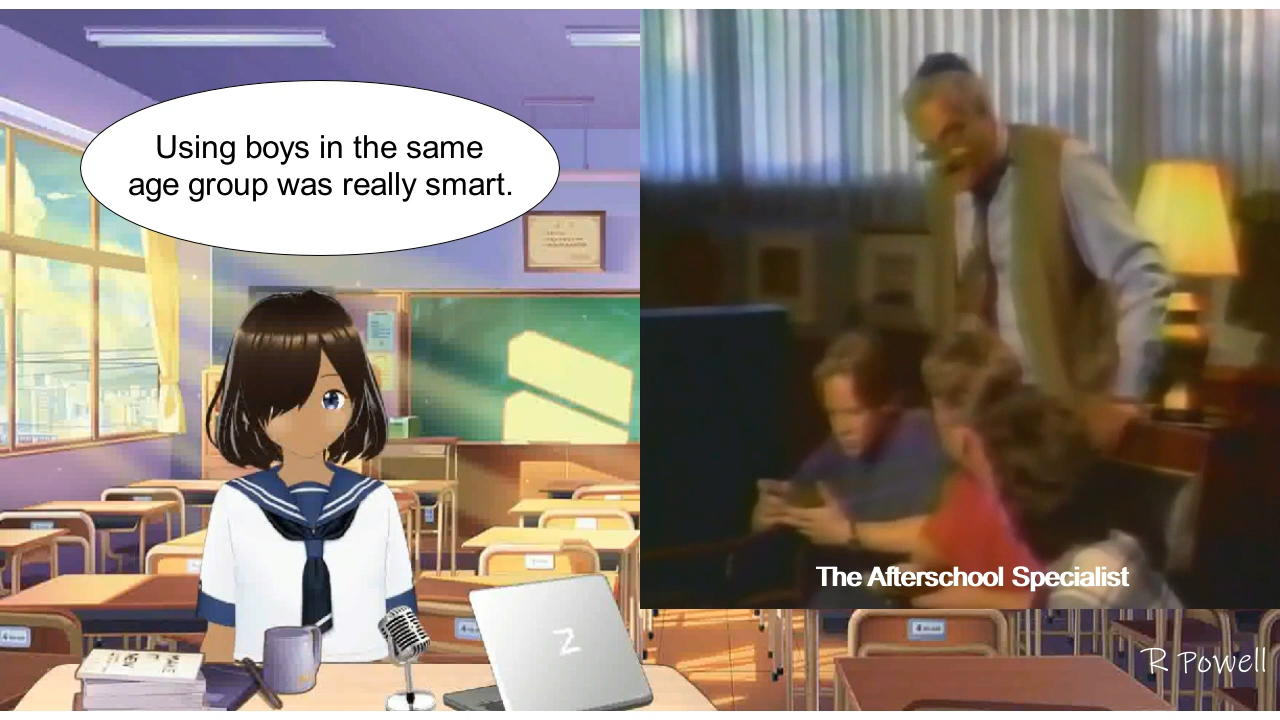 Using boys in the same
age group was really smart.
The Afterschool Specialist
Z
R Powell